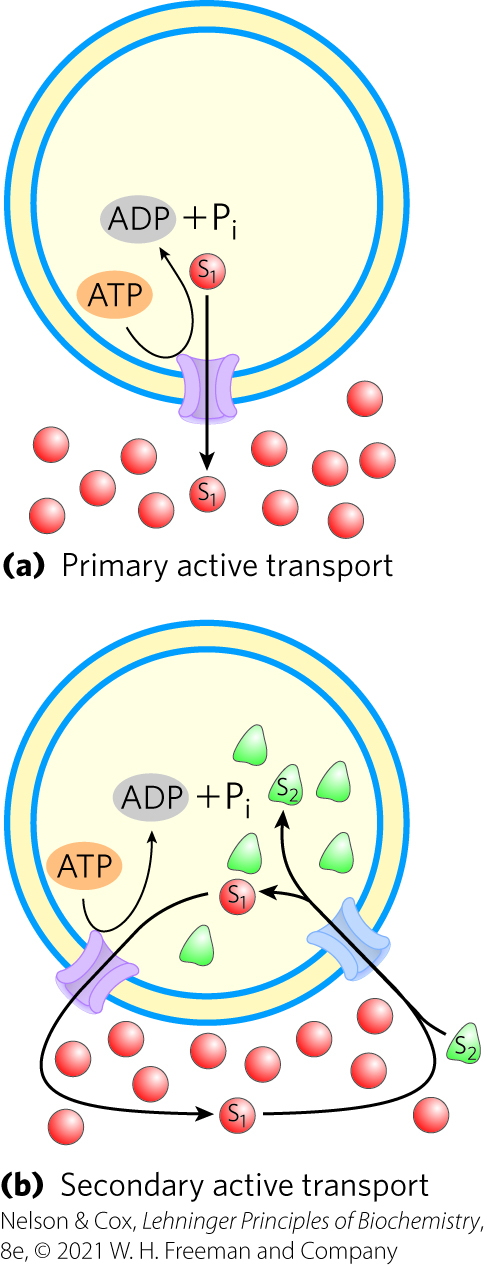 ADP + Pi
S1
ATP
S1
(a) Primary active transport
S2
ADP + Pi
ATP
S1
S2
S1
(b) Secondary active transport
Nelson & Cox, Lehninger Principles of Biochemistry,
8e, © 2021 W. H. Freeman and Company